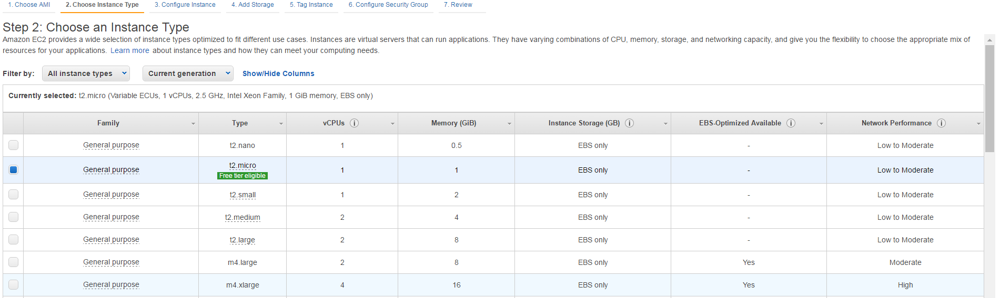 1. Choose AMI 2. Choose Instance Type 3. Configure Instance 4. Add Storage 5. Tag Instance 6. Configure Security Group 7. Review
Step 2: Choose an Instance Type
Amazon EC2 provides a wide selection of instance types optimized to fit different use cases. Instances are virtual servers that can run applications. They have varying combinations of CPU, memory, storage, and networking capacity, and give you the flexibility to choose the appropriate mix of
resources for your applications. Learn more about instance types and how they can meet your computing needs.
Filter by: All instance types Current generation Show/Hide Columns
Currently selected: t2.micro (Variable ECUs, 1 vCPUs, 2.5 GHz, Intel Xeon Family, 1 GiB memory, EBS only)
Family Type vCPUs i Memory (GiB) Instance Storage (GB) i EBS-Optimized Available i Network Performance i
General purpose t2.nano 1 0.5 EBS only - Low to Moderate
General purpose t2.micro 1 1 EBS only - Low to Moderate
Free tier eligible
General purpose t2.small 1 2 EBS only - Low to Moderate
General purpose t2.medium 2 4 EBS only - Low to Moderate
General purpose t2.large 2 8 EBS only - Low to Moderate
General purpose m4.large 2 8 EBS only Yes Moderate
General purpose m4.xlarge 4 16 EBS only Yes High